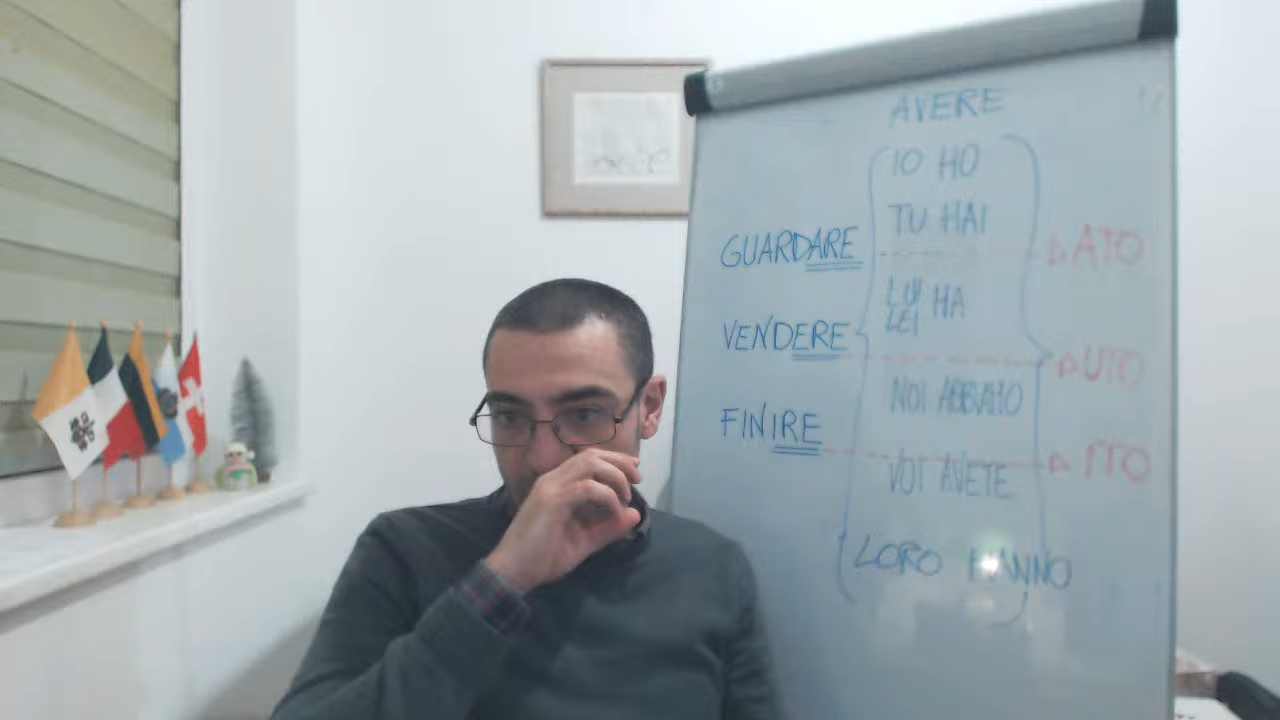 AVERE
IO HO
TU HAI
GUARDARE
ATO
LUI HA
LEI
VENDERE
UTO
NOI ABBIAMO
FINIRE
ITO
VOI AVETE
LORO HANNO